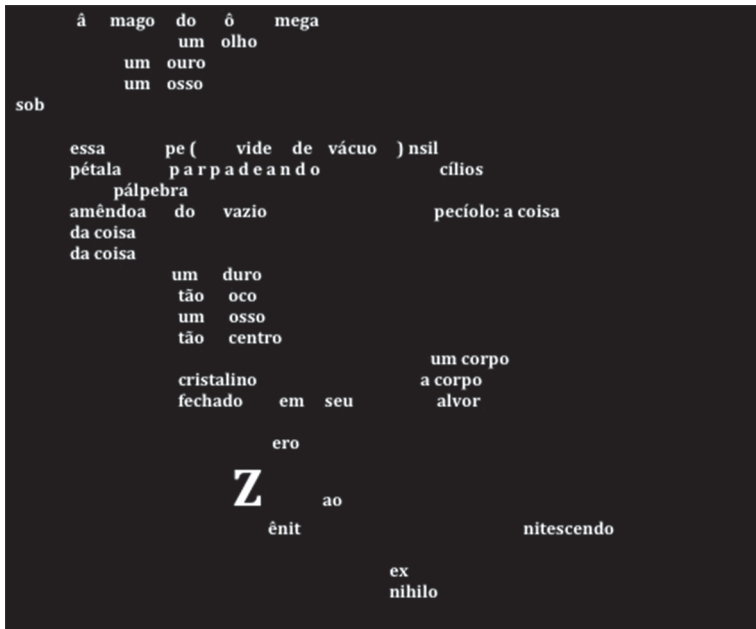 â mago do ô mega
um olho
um ouro
um osso
sob
essa pe ( vide de vácuo ) nsil
pétala p a r p a d e a n d o cílios
pálpebra
amêndoa do vazio pecíolo: a coisa
da coisa
da coisa
um duro
tão oco
um osso
tão centro
um corpo
cristalino a corpo
fechado em seu alvor
ero
Z ao
ênit nitescendo
ex
nihilo